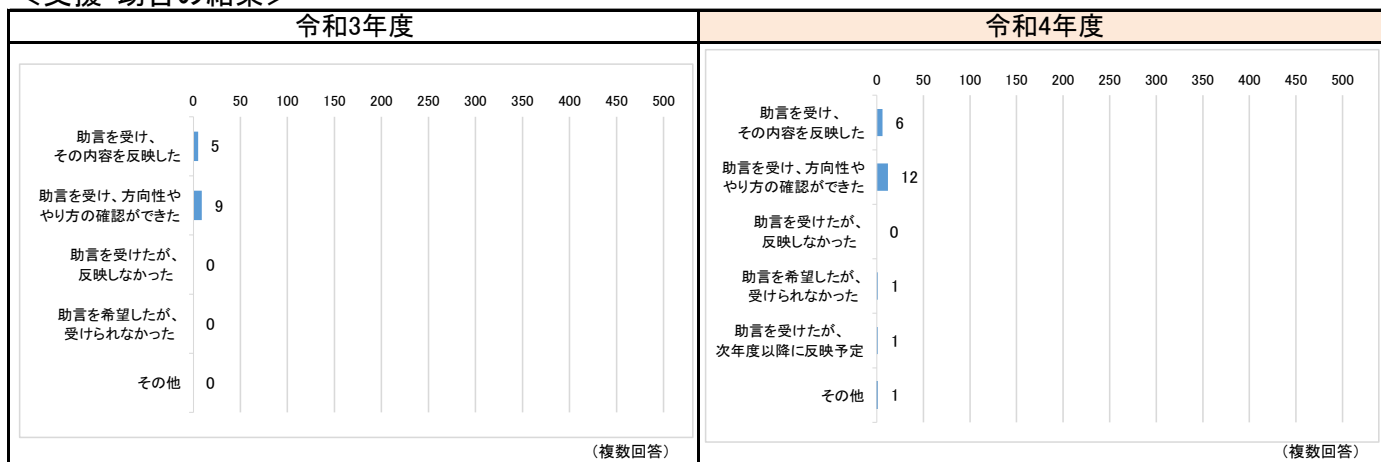 ＜支援・助言の結果＞
令和3年度
0 50 100 150 200 250 300 350 400 450 500
助言を受け、
その内容を反映した
5
助言を受け、方向性や
やり方の確認ができた
9
助言を受けたが、
反映しなかった
0
助言を希望したが、
受けられなかった
0
その他
0
（複数回答）
令和4年度
0 50 100 150 200 250 300 350 400 450 500
助言を受け、
その内容を反映した
6
助言を受け、方向性や
やり方の確認ができた
12
助言を受けたが、
反映しなかった
0
助言を希望したが、
受けられなかった
1
助言を受けたが、
次年度以降に反映予定
1
その他
1
（複数回答）